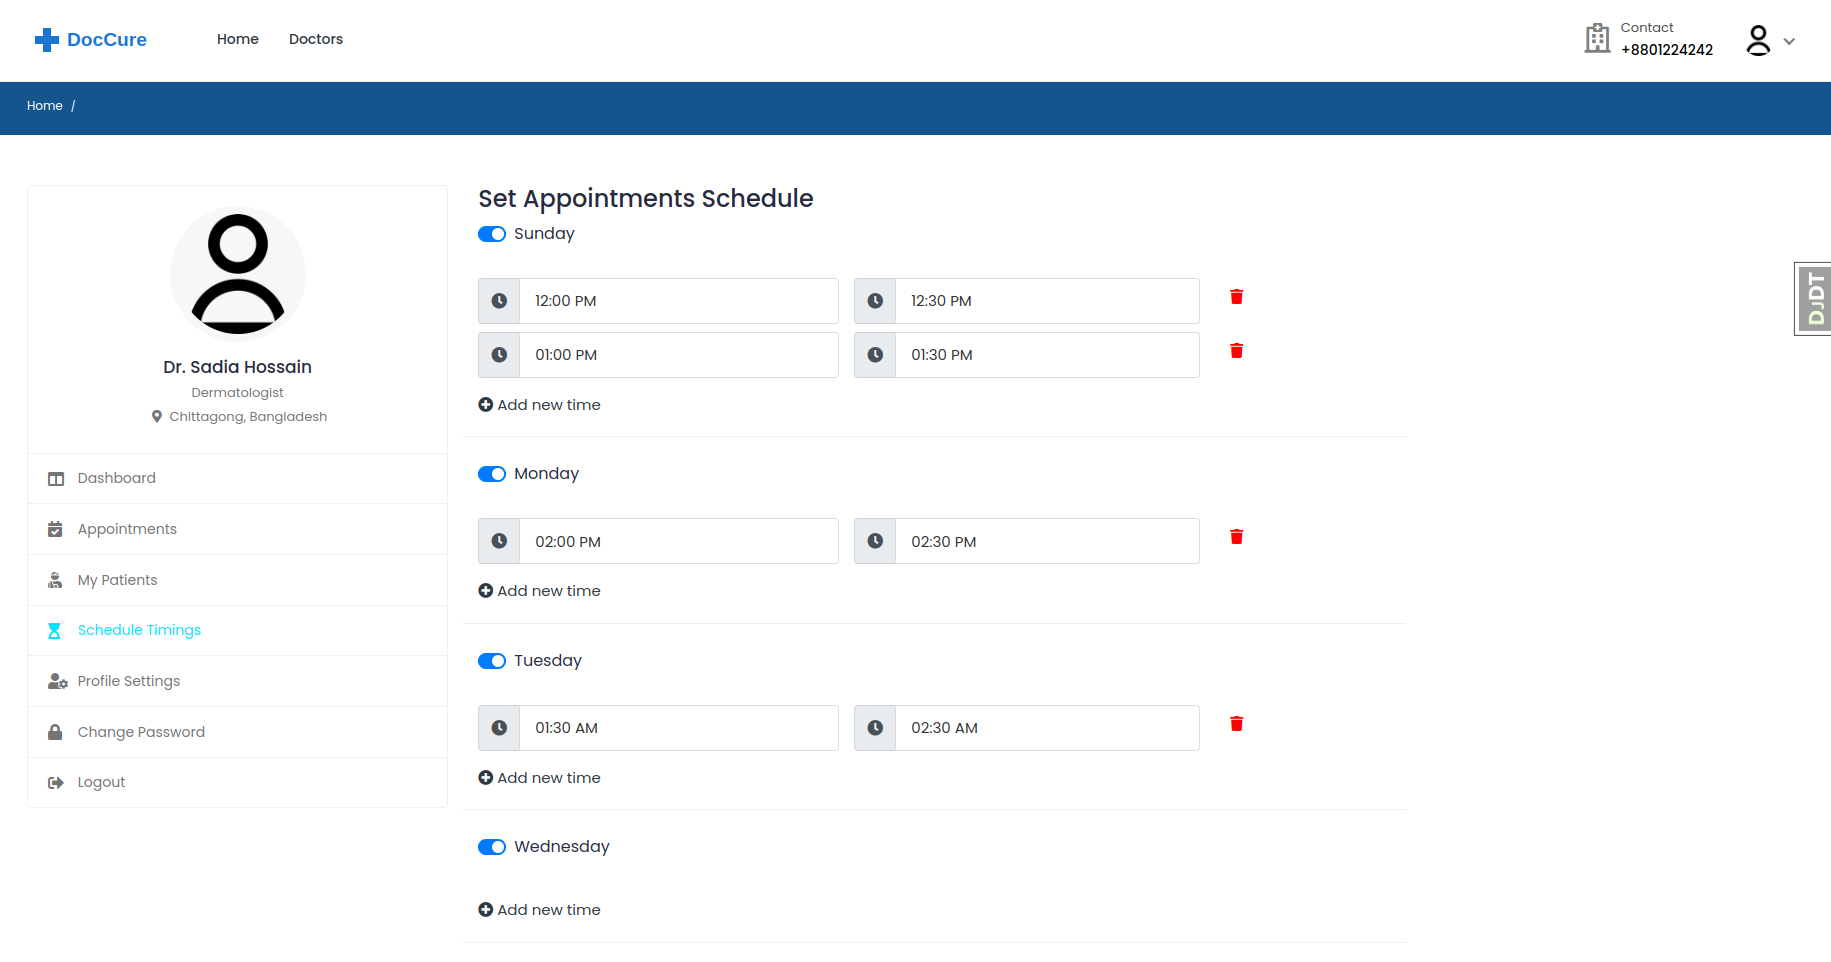 DocCure
Home
Doctors
Contact
+8801224242
Home /
Dr. Sadia Hossain
Dermatologist
Chittagong, Bangladesh
Dashboard
Appointments
My Patients
Schedule Timings
Profile Settings
Change Password
Logout
Set Appointments Schedule
Sunday
12:00 PM 12:30 PM
01:00 PM 01:30 PM
Add new time
Monday
02:00 PM 02:30 PM
Add new time
Tuesday
01:30 AM 02:30 AM
Add new time
Wednesday
Add new time
DJDT